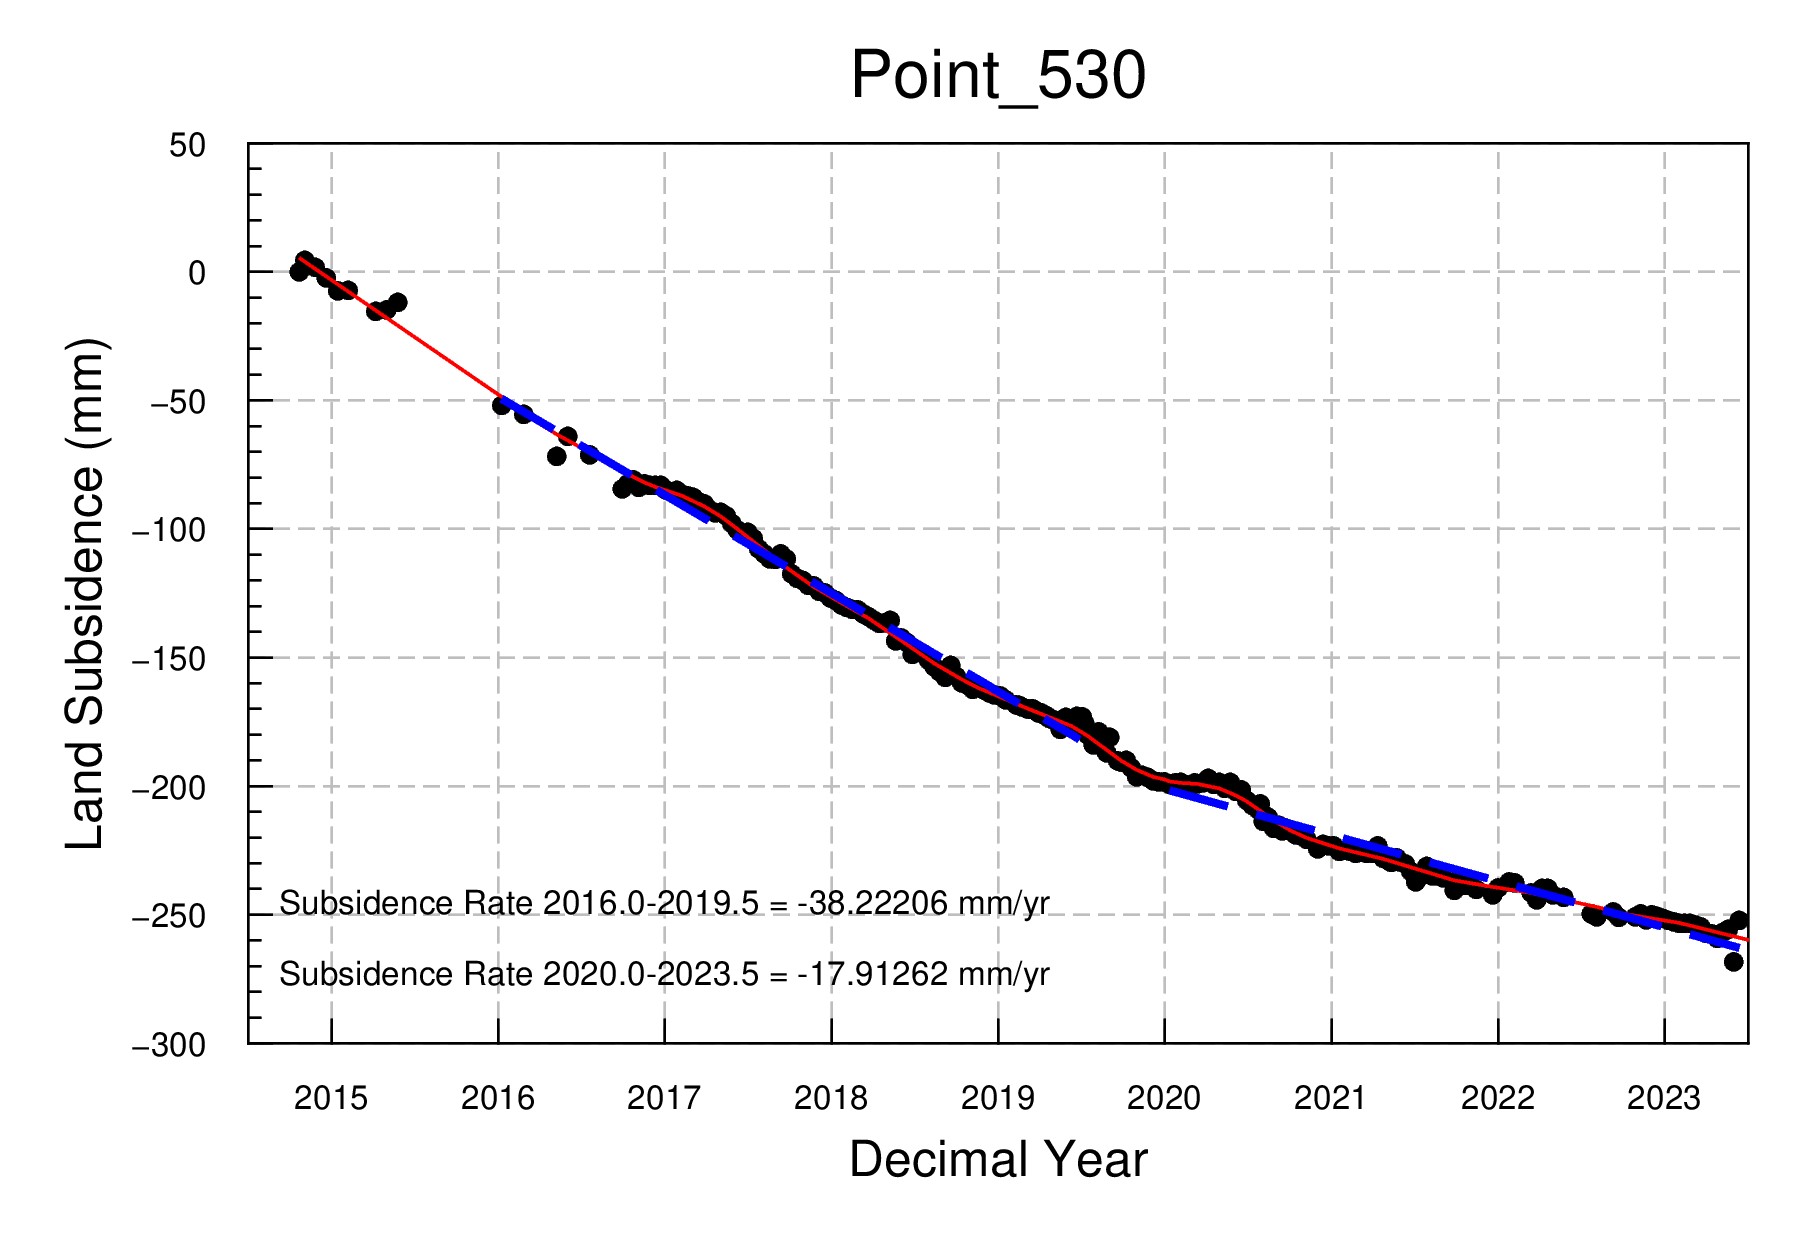 Point_530
50
0
−50
−100
−150
−200
−250
−300
Land Subsidence (mm)
Subsidence Rate 2016.0-2019.5 = -38.22206 mm/yr
Subsidence Rate 2020.0-2023.5 = -17.91262 mm/yr
2015 2016 2017 2018 2019 2020 2021 2022 2023
Decimal Year